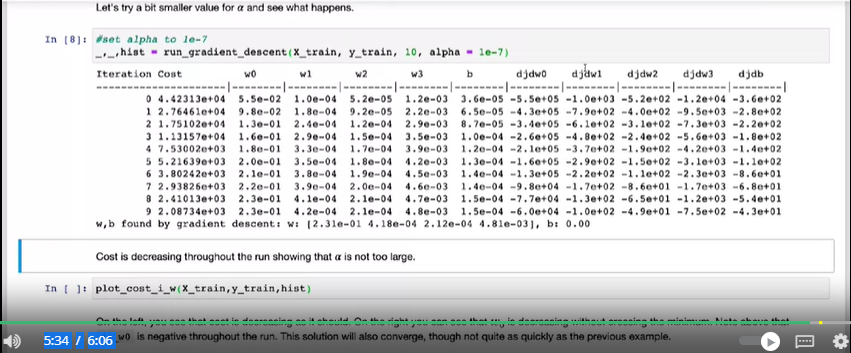 Let's try a bit smaller value for α and see what happens.
In [8]: #set alpha to 1e-7
_,_,hist = run_gradient_descent(X_train, y_train, 10, alpha = 1e-7)
Iteration Cost w0 w1 w2 w3 b djdw0 djdw1 djdw2 djdw3 djdb
---------------------|--------|--------|--------|--------|--------|--------|--------|--------|--------|--------|
0 4.42313e+04 5.5e-02 1.0e-04 5.2e-05 1.2e-03 3.6e-05 -5.5e+05 -1.0e+03 -5.2e+02 -1.2e+04 -3.6e+02
1 2.76461e+04 9.8e-02 1.8e-04 9.2e-05 2.2e-03 6.5e-05 -4.3e+05 -7.9e+02 -4.0e+02 -9.5e+03 -2.8e+02
2 1.75102e+04 1.3e-01 2.4e-04 1.2e-04 2.9e-03 8.7e-05 -3.4e+05 -6.1e+02 -3.1e+02 -7.3e+03 -2.2e+02
3 1.13157e+04 1.6e-01 2.9e-04 1.5e-04 3.5e-03 1.0e-04 -2.6e+05 -4.8e+02 -2.4e+02 -5.6e+03 -1.8e+02
4 7.53002e+03 1.8e-01 3.3e-04 1.7e-04 3.9e-03 1.2e-04 -2.1e+05 -3.7e+02 -1.9e+02 -4.2e+03 -1.4e+02
5 5.21639e+03 2.0e-01 3.5e-04 1.8e-04 4.2e-03 1.3e-04 -1.6e+05 -2.9e+02 -1.5e+02 -3.1e+03 -1.1e+02
6 3.80242e+03 2.1e-01 3.8e-04 1.9e-04 4.5e-03 1.4e-04 -1.3e+05 -2.2e+02 -1.1e+02 -2.3e+03 -8.6e+01
7 2.93826e+03 2.2e-01 3.9e-04 2.0e-04 4.6e-03 1.4e-04 -9.8e+04 -1.7e+02 -8.6e+01 -1.7e+03 -6.8e+01
8 2.41013e+03 2.3e-01 4.1e-04 2.1e-04 4.7e-03 1.5e-04 -7.7e+04 -1.3e+02 -6.5e+01 -1.2e+03 -5.4e+01
9 2.08734e+03 2.3e-01 4.2e-04 2.1e-04 4.8e-03 1.5e-04 -6.0e+04 -1.0e+02 -4.9e+01 -7.5e+02 -4.3e+01
w,b found by gradient descent: w: [2.31e-01 4.18e-04 2.12e-04 4.81e-03], b: 0.00
Cost is decreasing throughout the run showing that α is not too large.
In [ ]: plot_cost_i_w(X_train,y_train,hist)
On the left, you see that cost is decreasing as it should. On the right you can see that w₀ is decreasing without crossing the minimum. Note above that
5:34 / 6:06 w0 is negative throughout the run. This solution will also converge, though not quite as quickly as the previous example.